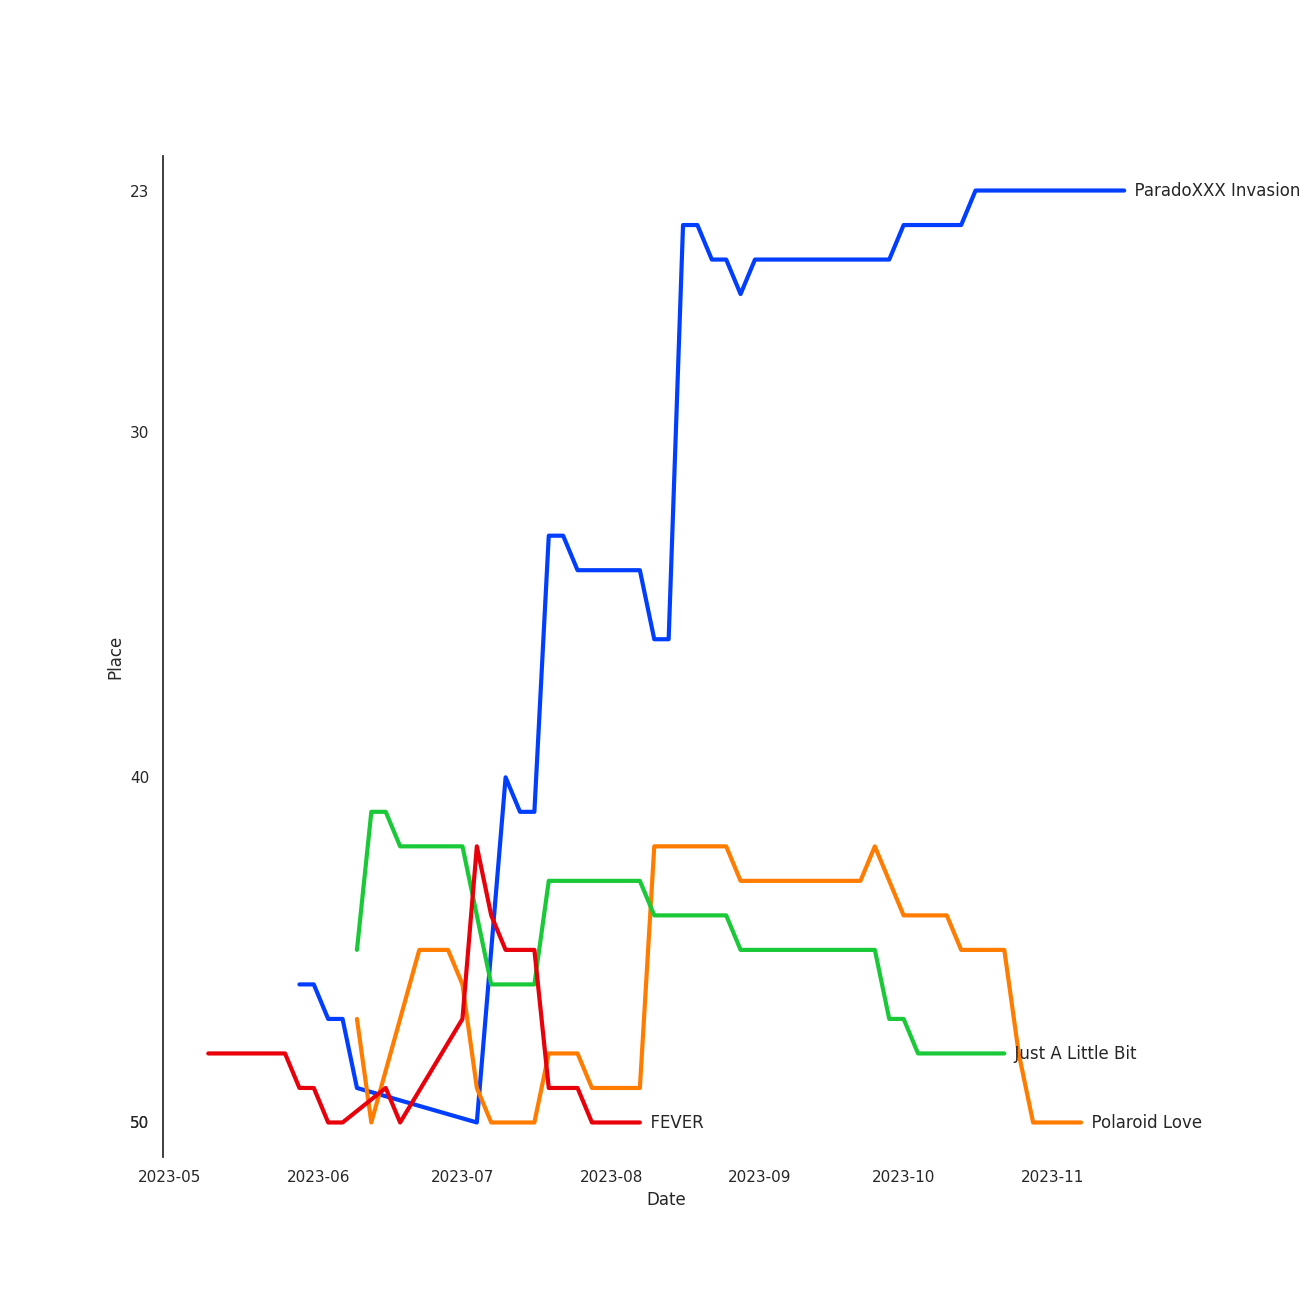 23
ParadoXXX Invasion
30
Place
40
Just A Little Bit
50
FEVER
Polaroid Love
2023-05
2023-06
2023-07
2023-08
2023-09
2023-10
2023-11
Date